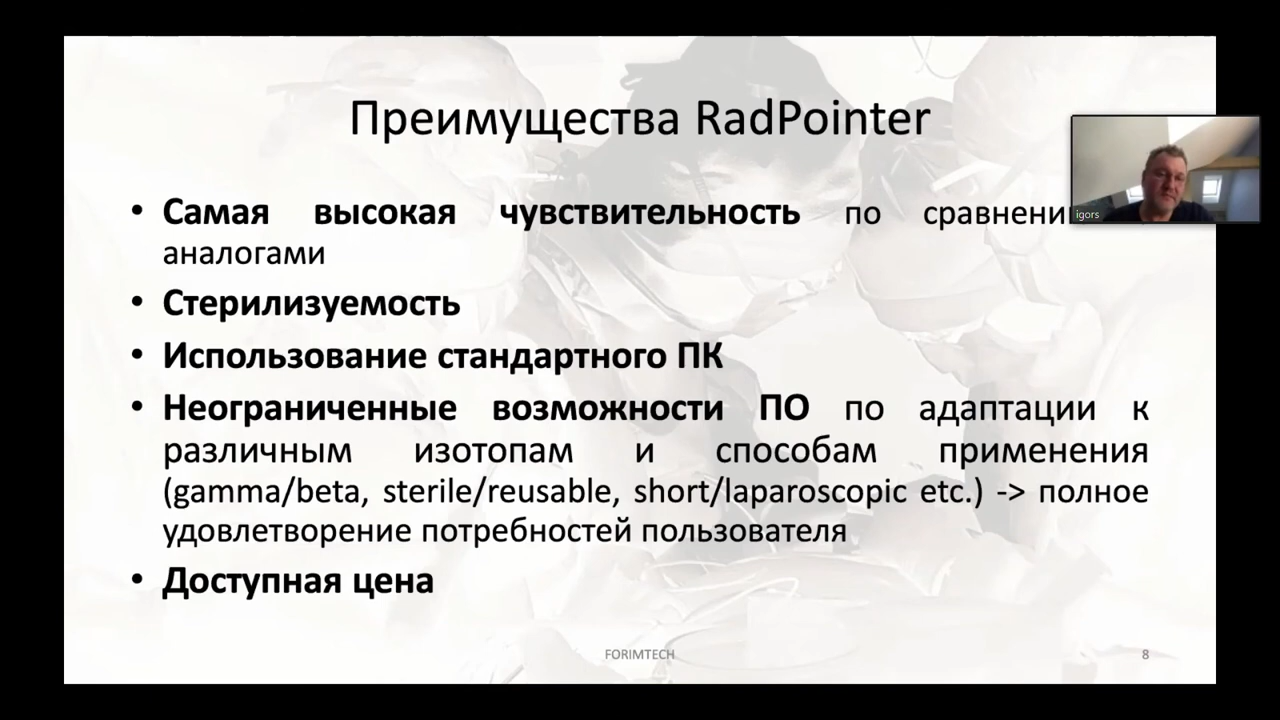 Преимущества RadPointer
• Самая высокая чувствительность по
аналогами
• Стерилизуемость
• Использование стандартного ПК
• Неограниченные возможности ПО по адаптации к
различным изотопам и способам применения
(gamma/beta, sterile/reusable, short/laparoscopic etc.) -> полное
удовлетворение потребностей пользователя
• Доступная цена
igors
FORIMTECH
8